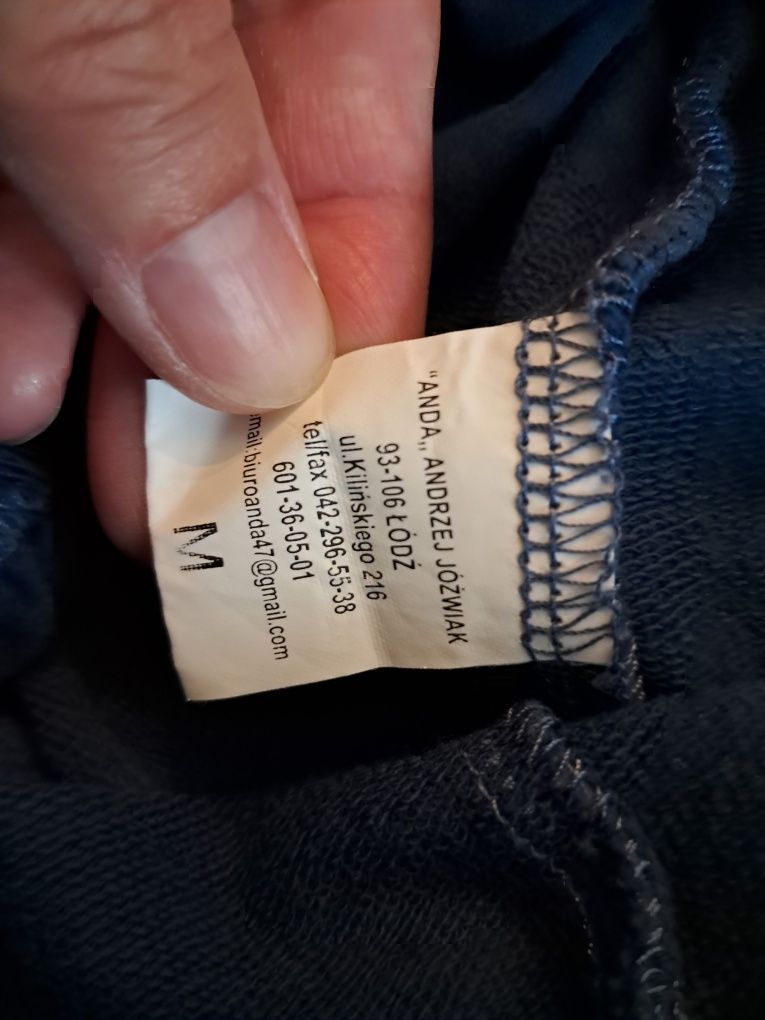 "ANDA„ ANDRZEJ JÓŹWIAK
93-106 ŁÓDŹ
ul.Kilińskiego 216
tel/fax 042-296-55-38
601-36-05-01
email:biuroanda47@gmail.com
M